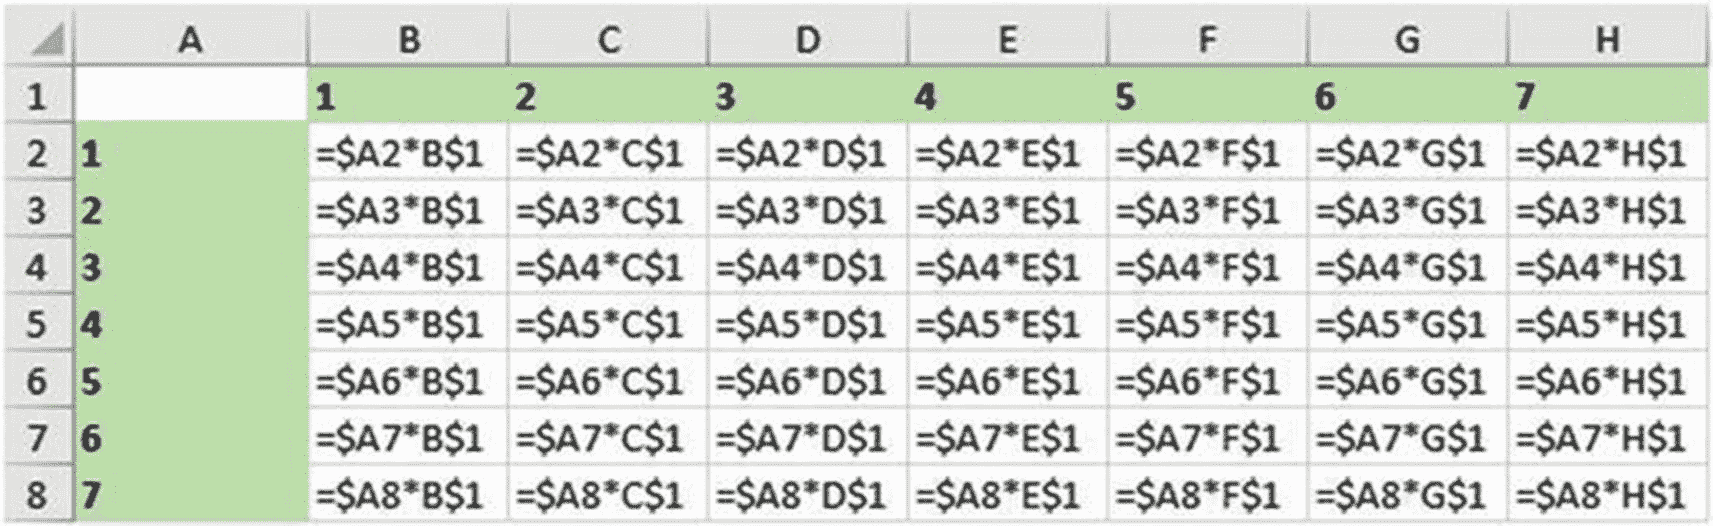 A B C D E F G H
1 1 2 3 4 5 6 7
2 1 =$A2*B$1 =$A2*C$1 =$A2*D$1 =$A2*E$1 =$A2*F$1 =$A2*G$1 =$A2*H$1
3 2 =$A3*B$1 =$A3*C$1 =$A3*D$1 =$A3*E$1 =$A3*F$1 =$A3*G$1 =$A3*H$1
4 3 =$A4*B$1 =$A4*C$1 =$A4*D$1 =$A4*E$1 =$A4*F$1 =$A4*G$1 =$A4*H$1
5 4 =$A5*B$1 =$A5*C$1 =$A5*D$1 =$A5*E$1 =$A5*F$1 =$A5*G$1 =$A5*H$1
6 5 =$A6*B$1 =$A6*C$1 =$A6*D$1 =$A6*E$1 =$A6*F$1 =$A6*G$1 =$A6*H$1
7 6 =$A7*B$1 =$A7*C$1 =$A7*D$1 =$A7*E$1 =$A7*F$1 =$A7*G$1 =$A7*H$1
8 7 =$A8*B$1 =$A8*C$1 =$A8*D$1 =$A8*E$1 =$A8*F$1 =$A8*G$1 =$A8*H$1